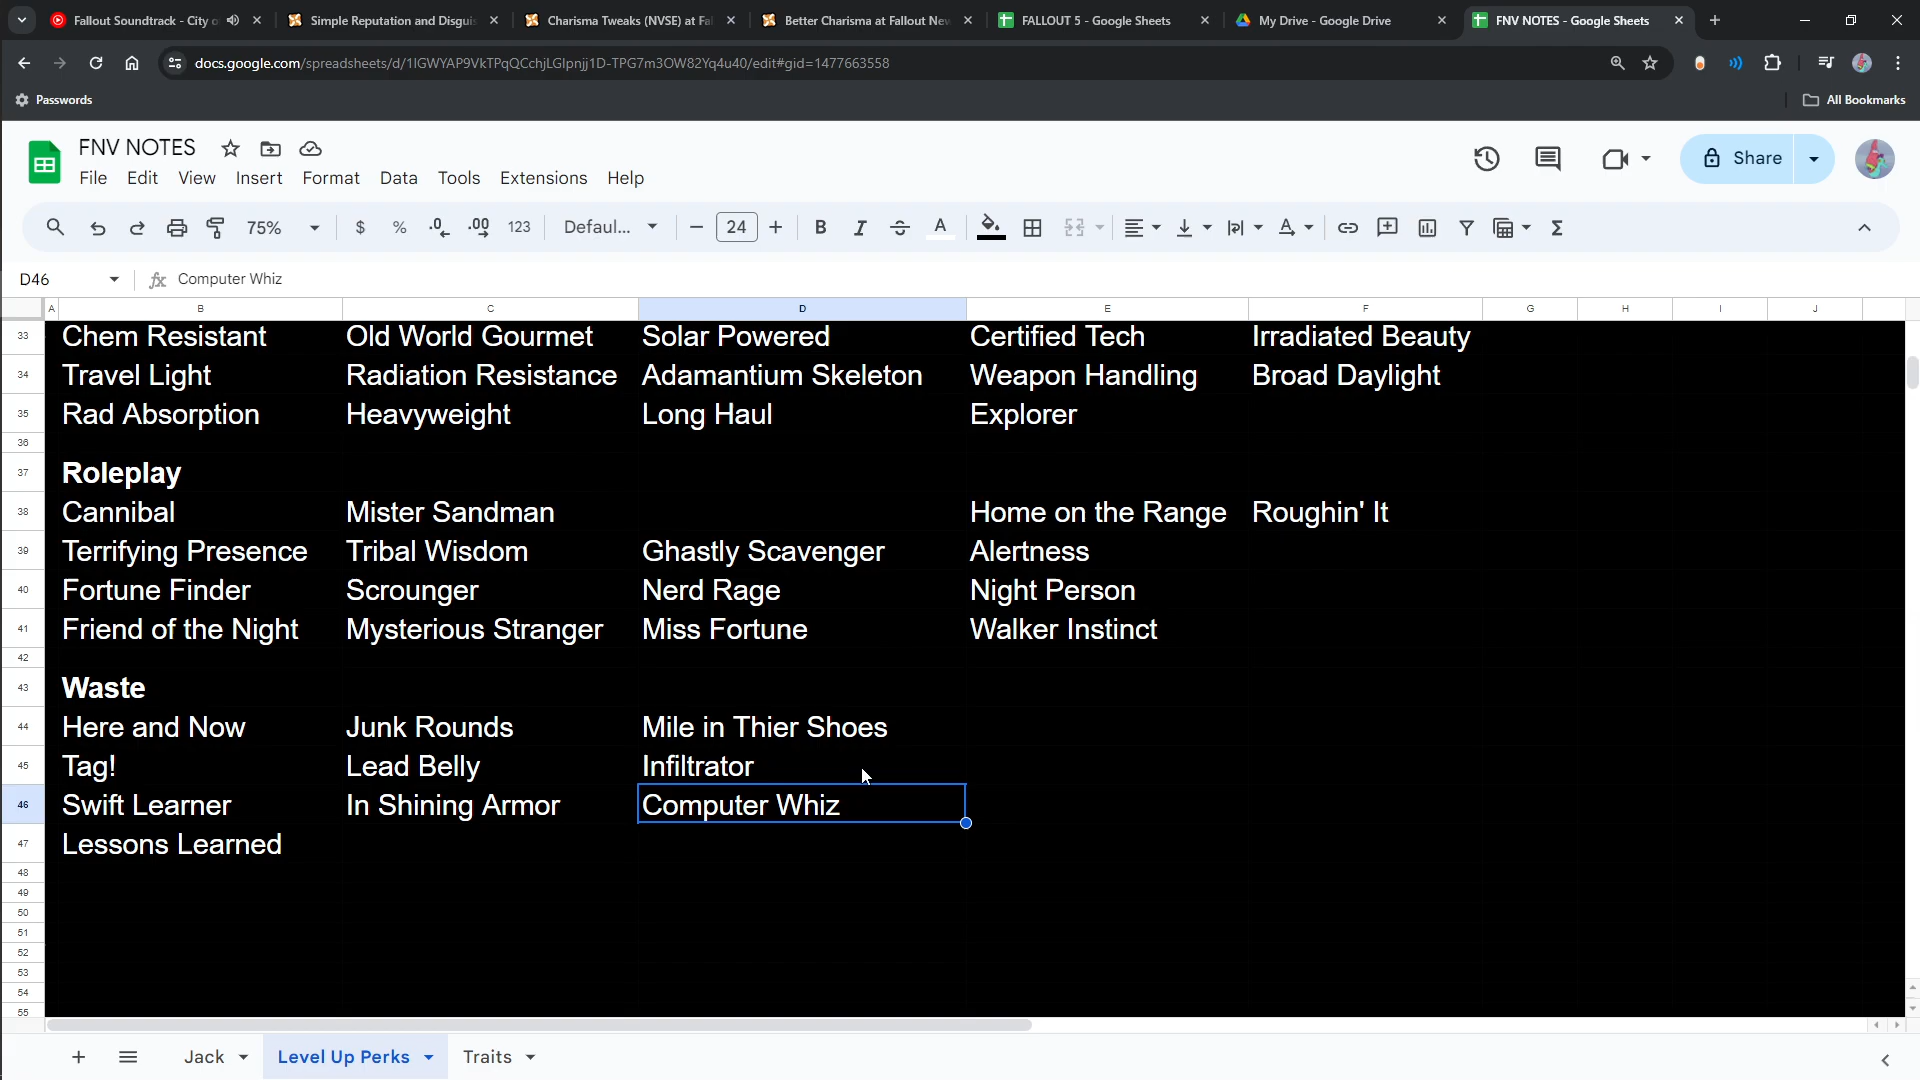 Fallout Soundtrack - City o
Simple Reputation and Disguis
Charisma Tweaks (NVSE) at Fa
Better Charisma at Fallout New
FALLOUT 5 - Google Sheets
My Drive - Google Drive
FNV NOTES - Google Sheets
docs.google.com/spreadsheets/d/1IGWYAP9VkTPqQCchjLGlpnjj1D-TPG7m3OW82Yq4u40/edit#gid=1477663558
Passwords
All Bookmarks
FNV NOTES
File Edit View Insert Format Data Tools Extensions Help
Share
75% $ % .0 .00 123 Defaul... 24 B I A
D46 fx Computer Whiz
A B C D E F G H I J
33 Chem Resistant Old World Gourmet Solar Powered Certified Tech Irradiated Beauty
34 Travel Light Radiation Resistance Adamantium Skeleton Weapon Handling Broad Daylight
35 Rad Absorption Heavyweight Long Haul Explorer
36
37 Roleplay
38 Cannibal Mister Sandman Home on the Range Roughin' It
39 Terrifying Presence Tribal Wisdom Ghastly Scavenger Alertness
40 Fortune Finder Scrounger Nerd Rage Night Person
41 Friend of the Night Mysterious Stranger Miss Fortune Walker Instinct
42
43 Waste
44 Here and Now Junk Rounds Mile in Thier Shoes
45 Tag! Lead Belly Infiltrator
46 Swift Learner In Shining Armor Computer Whiz
47 Lessons Learned
48
49
50
51
52
53
54
55
Jack Level Up Perks Traits